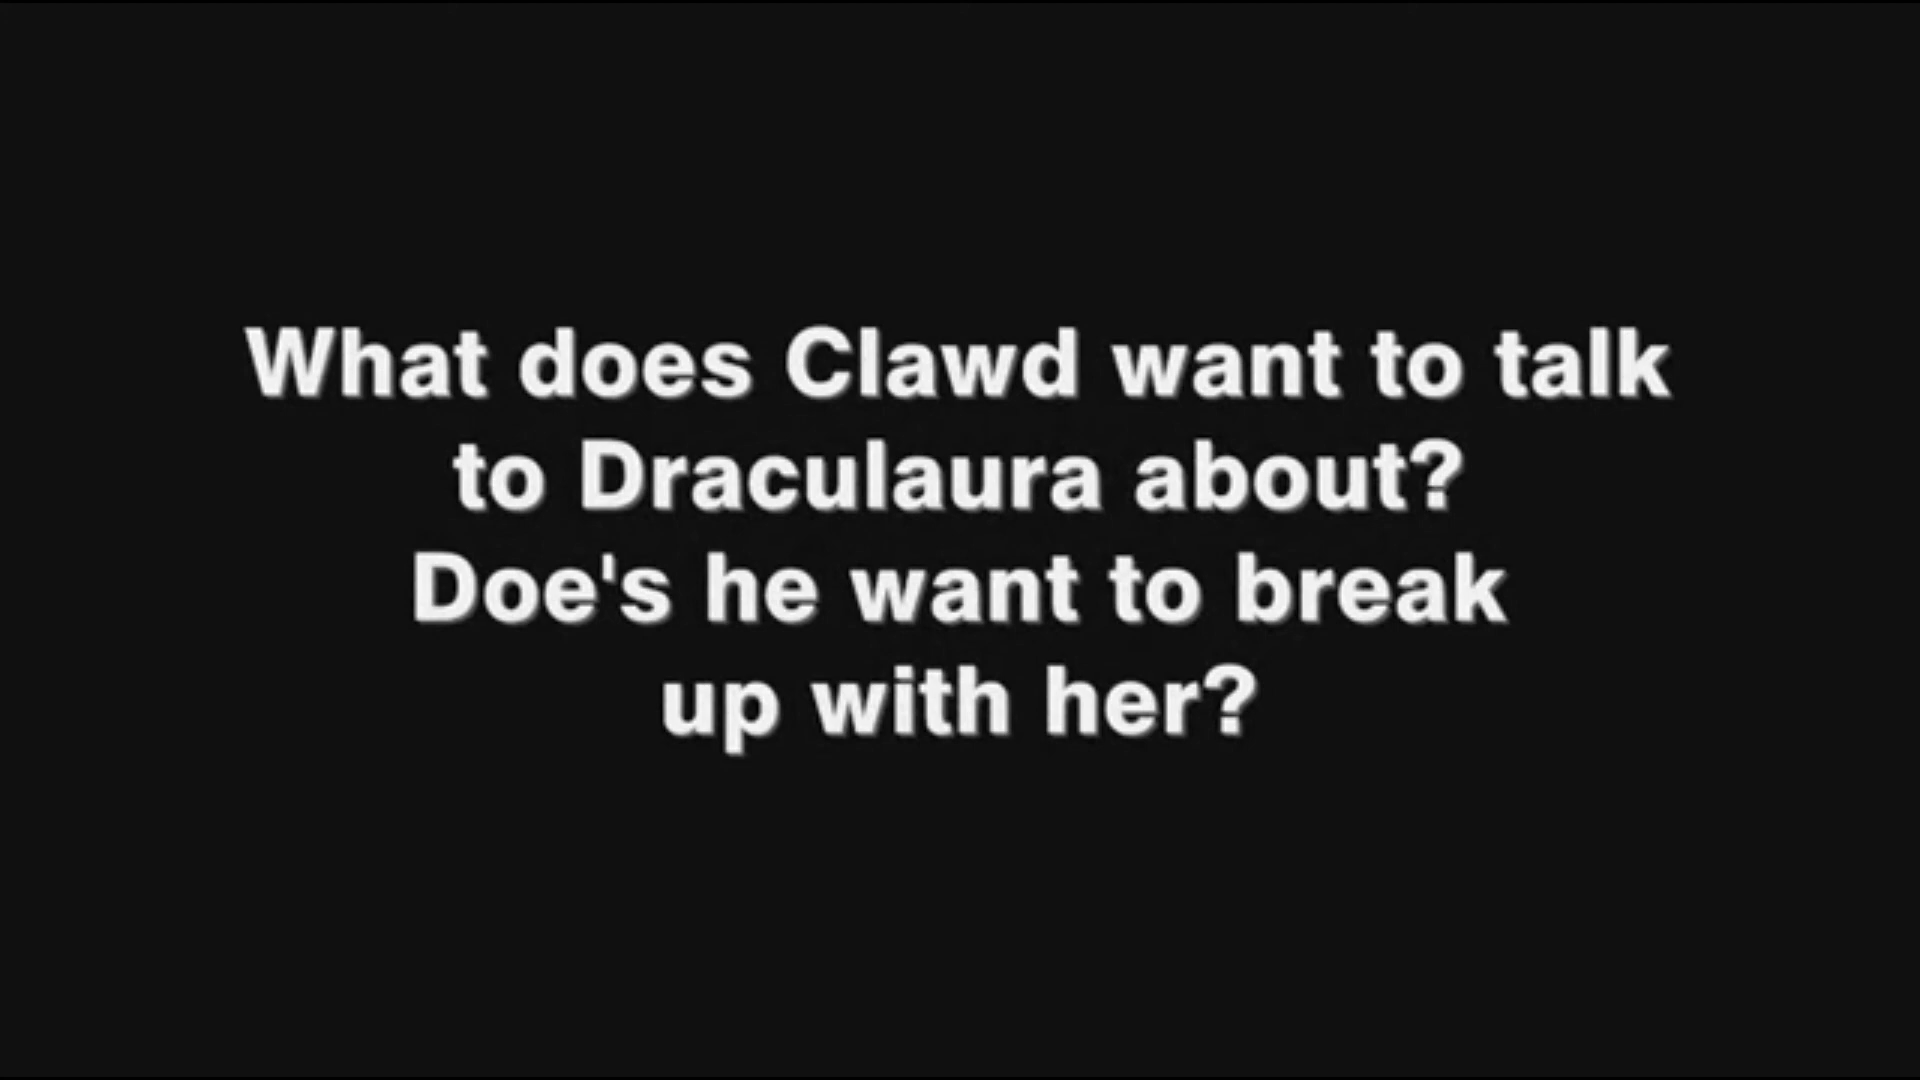 What does Clawd want to talk
to Draculaura about?
Doe's he want to break
up with her?